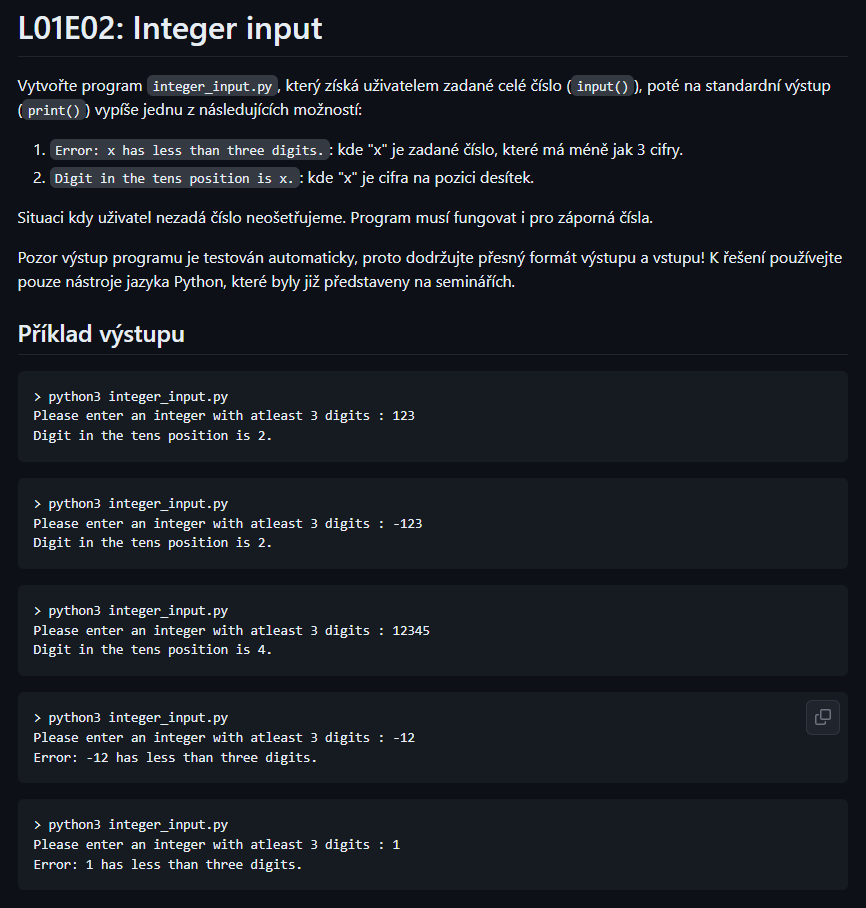 L01E02: Integer input
Vytvořte program integer_input.py, který získá uživatelem zadané celé číslo (input()), poté na standardní výstup
(print()) vypíše jednu z následujících možností:
1. Error: x has less than three digits.: kde "x" je zadané číslo, které má méně jak 3 cifry.
2. Digit in the tens position is x.: kde "x" je cifra na pozici desítek.
Situaci kdy uživatel nezadá číslo neošetřujeme. Program musí fungovat i pro záporná čísla.
Pozor výstup programu je testován automaticky, proto dodržujte přesný formát výstupu a vstupu! K řešení používejte
pouze nástroje jazyka Python, které byly již představeny na seminářích.
Příklad výstupu
> python3 integer_input.py
Please enter an integer with atleast 3 digits : 123
Digit in the tens position is 2.
> python3 integer_input.py
Please enter an integer with atleast 3 digits : -123
Digit in the tens position is 2.
> python3 integer_input.py
Please enter an integer with atleast 3 digits : 12345
Digit in the tens position is 4.
> python3 integer_input.py
Please enter an integer with atleast 3 digits : -12
Error: -12 has less than three digits.
> python3 integer_input.py
Please enter an integer with atleast 3 digits : 1
Error: 1 has less than three digits.